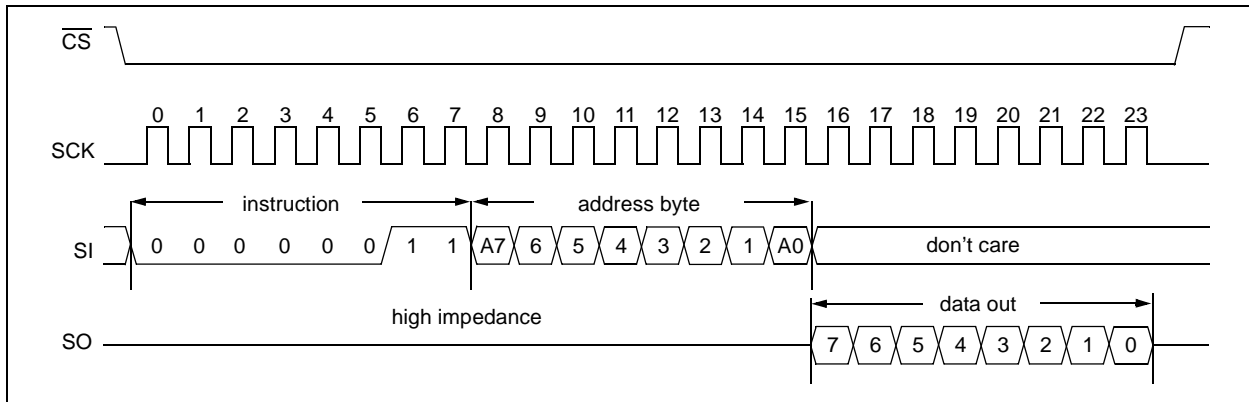 CS
0 1 2 3 4 5 6 7 8 9 10 11 12 13 14 15 16 17 18 19 20 21 22 23
SCK
instruction address byte
SI 0 0 0 0 0 0 1 1 A7 6 5 4 3 2 1 A0 don't care
high impedance data out
SO 7 6 5 4 3 2 1 0